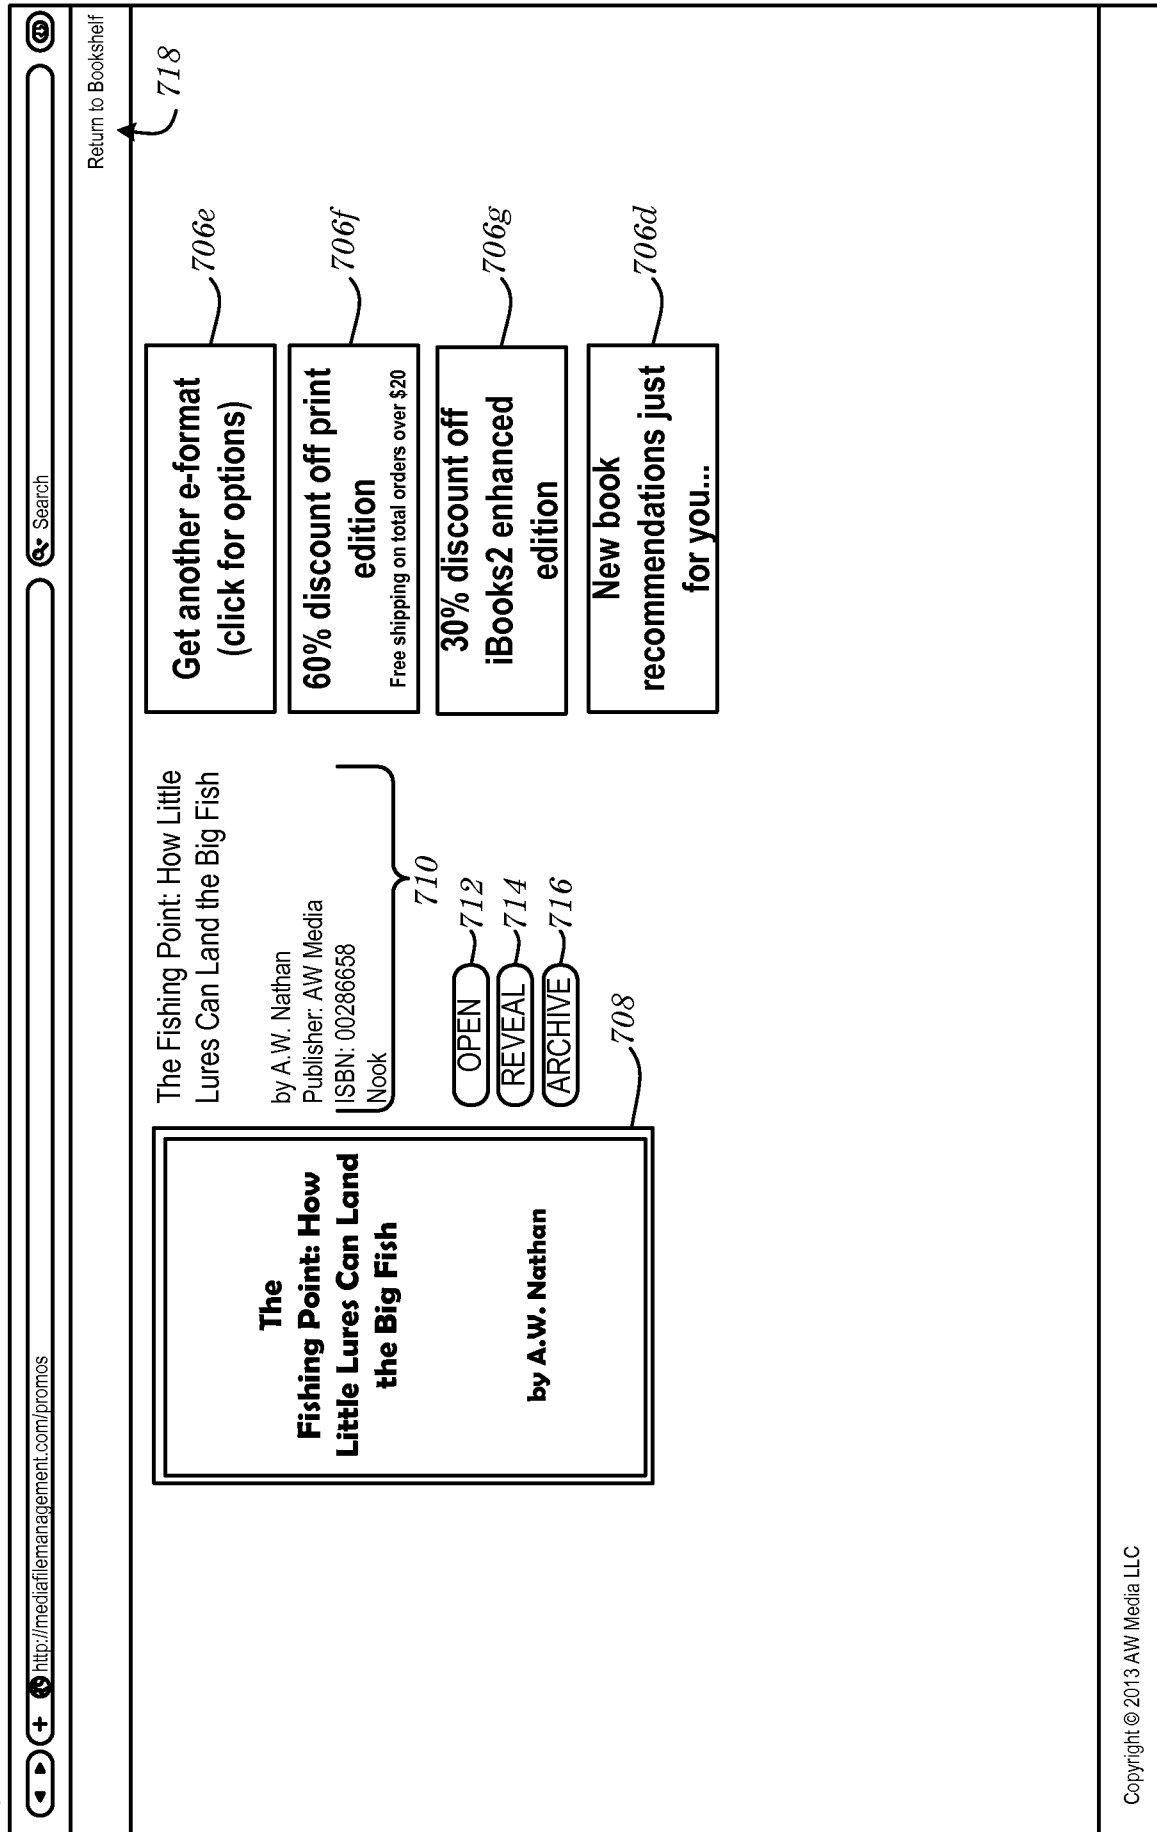 http://mediafilemanagement.com/promos
Search
Return to Bookshelf
718
The
Fishing Point: How
Little Lures Can Land
the Big Fish
by A.W. Nathan
708
The Fishing Point: How Little
Lures Can Land the Big Fish
by A.W. Nathan
Publisher: AW Media
ISBN: 00286658
Nook
710
OPEN
712
REVEAL
714
ARCHIVE
716
Get another e-format
(click for options)
706e
60% discount off print
edition
Free shipping on total orders over $20
706f
30% discount off
iBooks2 enhanced
edition
706g
New book
recommendations just
for you...
706d
Copyright © 2013 AW Media LLC